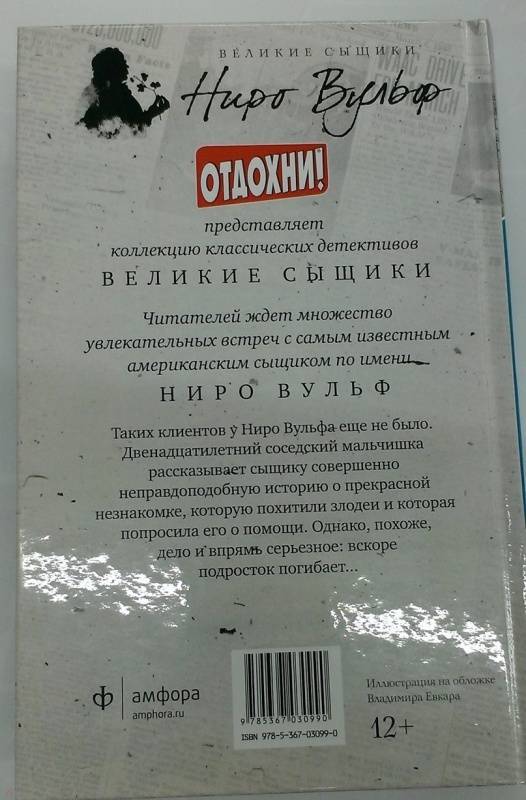 ВЕЛИКИЕ СЫЩИКИ
Ниро Вульф
ОТДОХНИ!
представляет
коллекцию классических детективов
ВЕЛИКИЕ СЫЩИКИ
Читателей ждет множество
увлекательных встреч с самым известным
американским сыщиком по имени
НИРО ВУЛЬФ
Таких клиентов у Ниро Вульфа еще не было.
Двенадцатилетний соседский мальчишка
рассказывает сыщику совершенно
неправдоподобную историю о прекрасной
незнакомке, которую похитили злодеи и которая
попросила его о помощи. Однако, похоже,
дело и впрямь серьезное: вскоре
подросток погибает...
ф амфора
amphora.ru
9 785367 030990
ISBN 978-5-367-03099-0
Иллюстрация на обложке
Владимира Евкара
12+